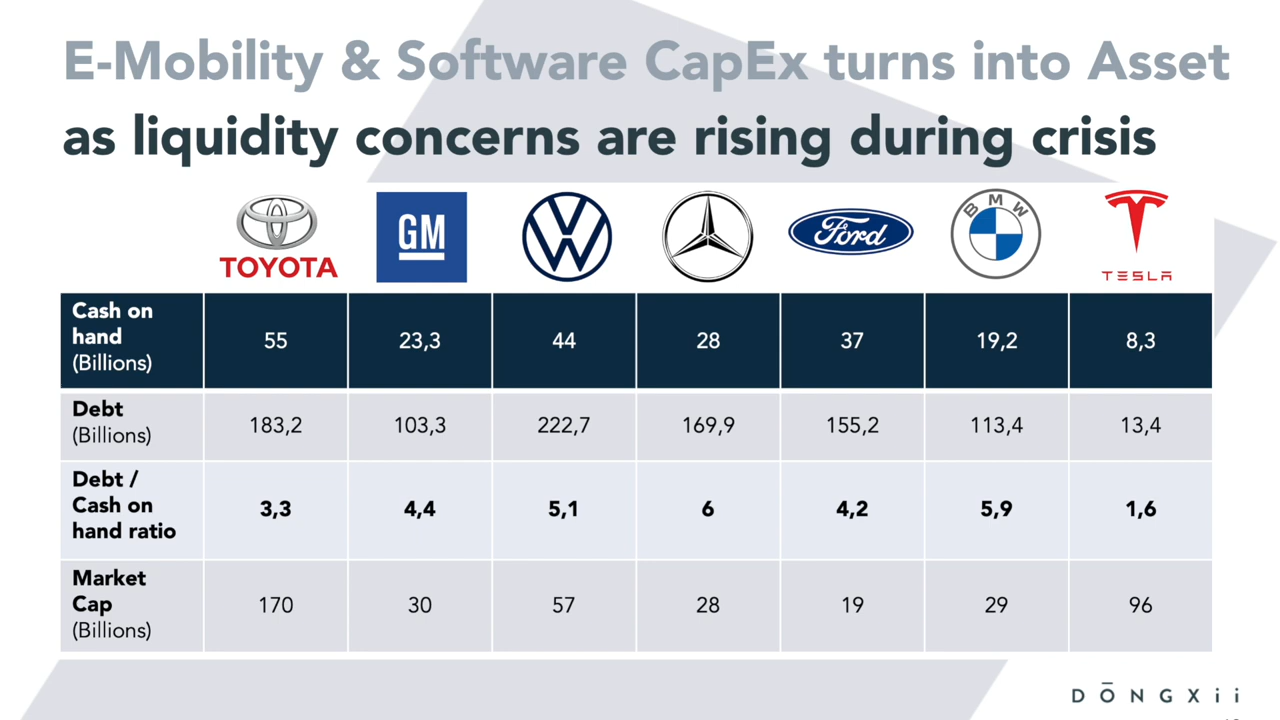 E-Mobility & Software CapEx turns into Asset
as liquidity concerns are rising during crisis
TOYOTA
GM
Ford
BMW
TESLA
Cash on hand (Billions) 55 23,3 44 28 37 19,2 8,3
Debt (Billions) 183,2 103,3 222,7 169,9 155,2 113,4 13,4
Debt / Cash on hand ratio 3,3 4,4 5,1 6 4,2 5,9 1,6
Market Cap (Billions) 170 30 57 28 19 29 96
DŌNGXii